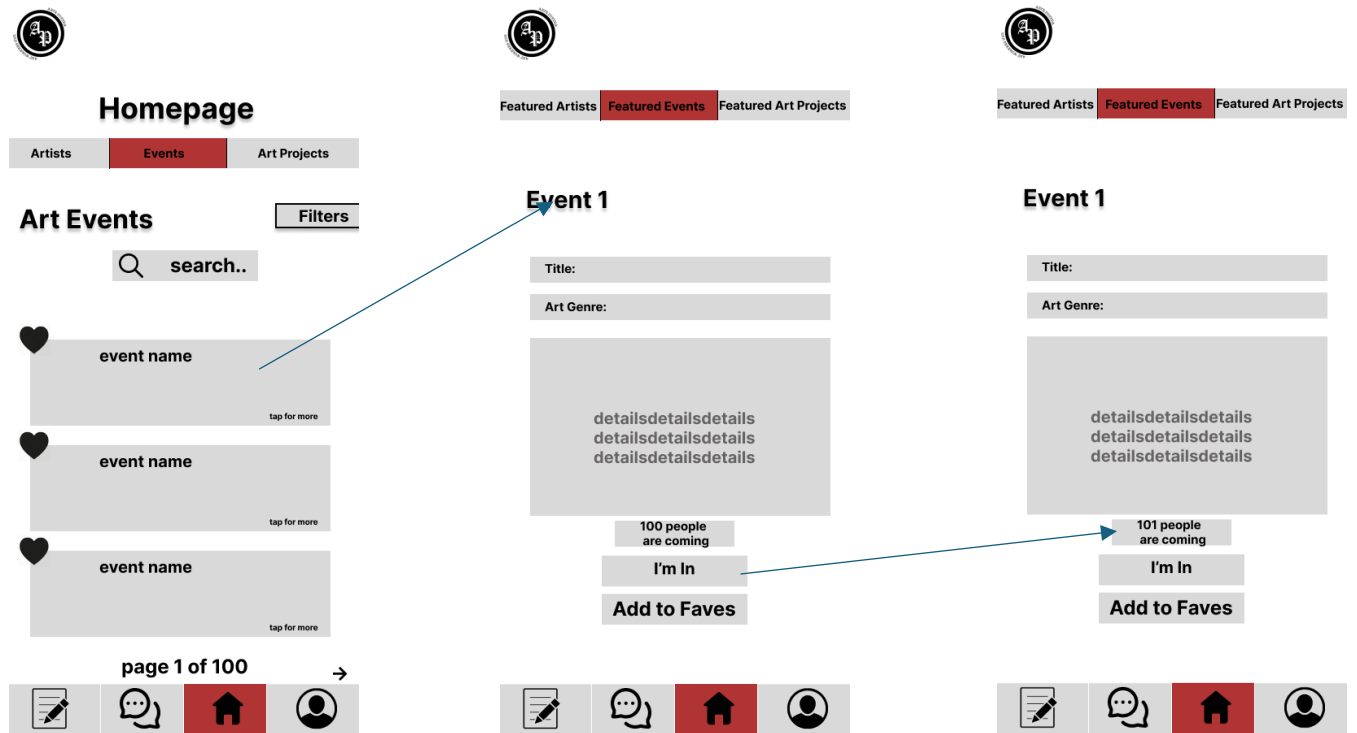 AP
Homepage
Artists Events Art Projects
Art Events
Filters
search..
event name
tap for more
event name
tap for more
event name
tap for more
page 1 of 100
AP
Featured Artists Featured Events Featured Art Projects
Event 1
Title:
Art Genre:
detailsdetailsdetails
detailsdetailsdetails
detailsdetailsdetails
100 people
are coming
I'm In
Add to Faves
AP
Featured Artists Featured Events Featured Art Projects
Event 1
Title:
Art Genre:
detailsdetailsdetails
detailsdetailsdetails
detailsdetailsdetails
101 people
are coming
I'm In
Add to Faves